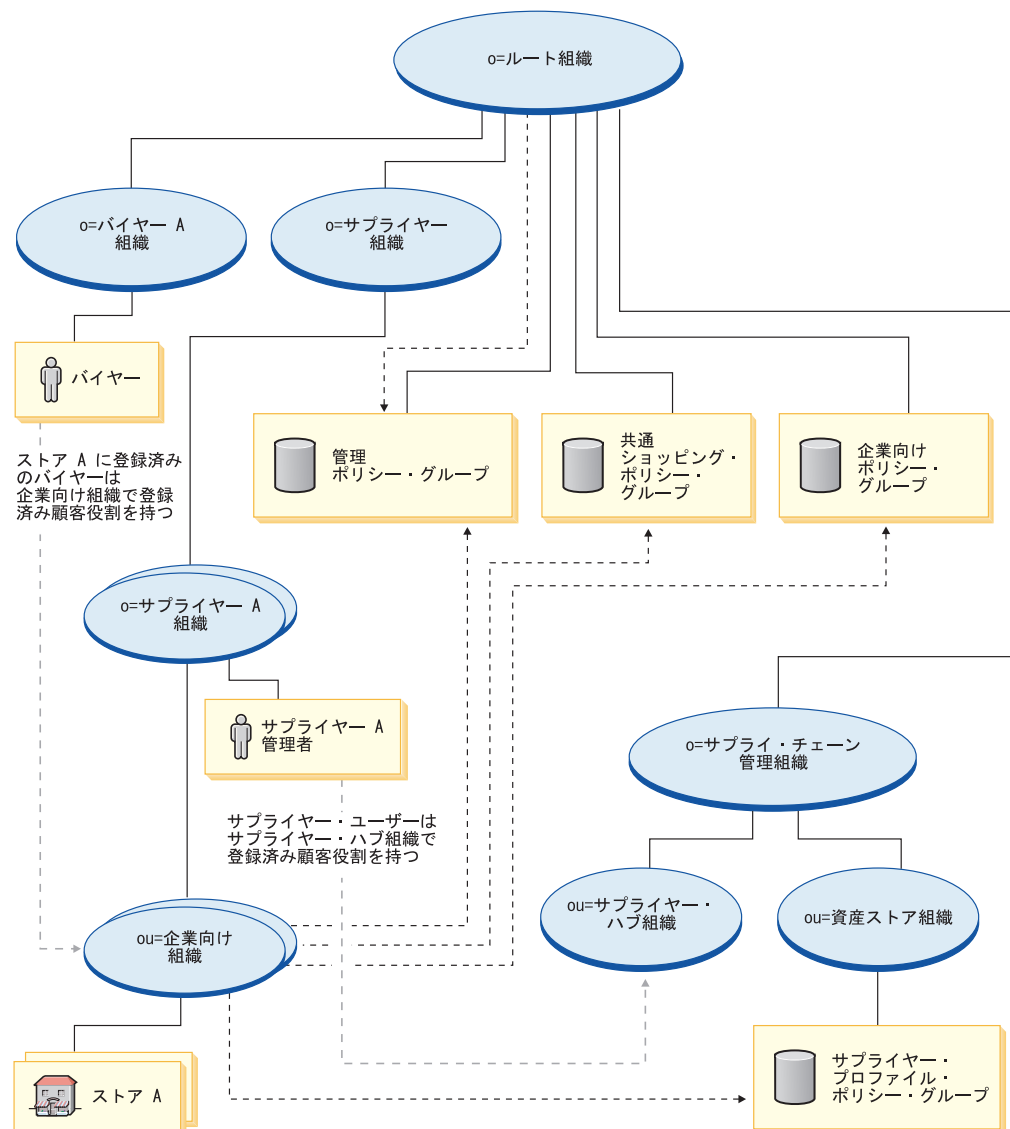 o=ルート組織
o=バイヤー A
組織
o=サプライヤー
組織
バイヤー
管理
ポリシー・グループ
共通
ショッピング・
ポリシー・
グループ
企業向け
ポリシー・
グループ
ストア A に登録済み
のバイヤーは
企業向け組織で登録
済み顧客役割を持つ
o=サプライヤー A
組織
サプライヤー A
管理者
o=サプライ・チェーン
管理組織
サプライヤー・ユーザーは
サプライヤー・ハブ組織で
登録済み顧客役割を持つ
ou=企業向け
組織
ou=サプライヤー・
ハブ組織
ou=資産ストア組織
ストア A
サプライヤー・
プロファイル・
ポリシー・グループ